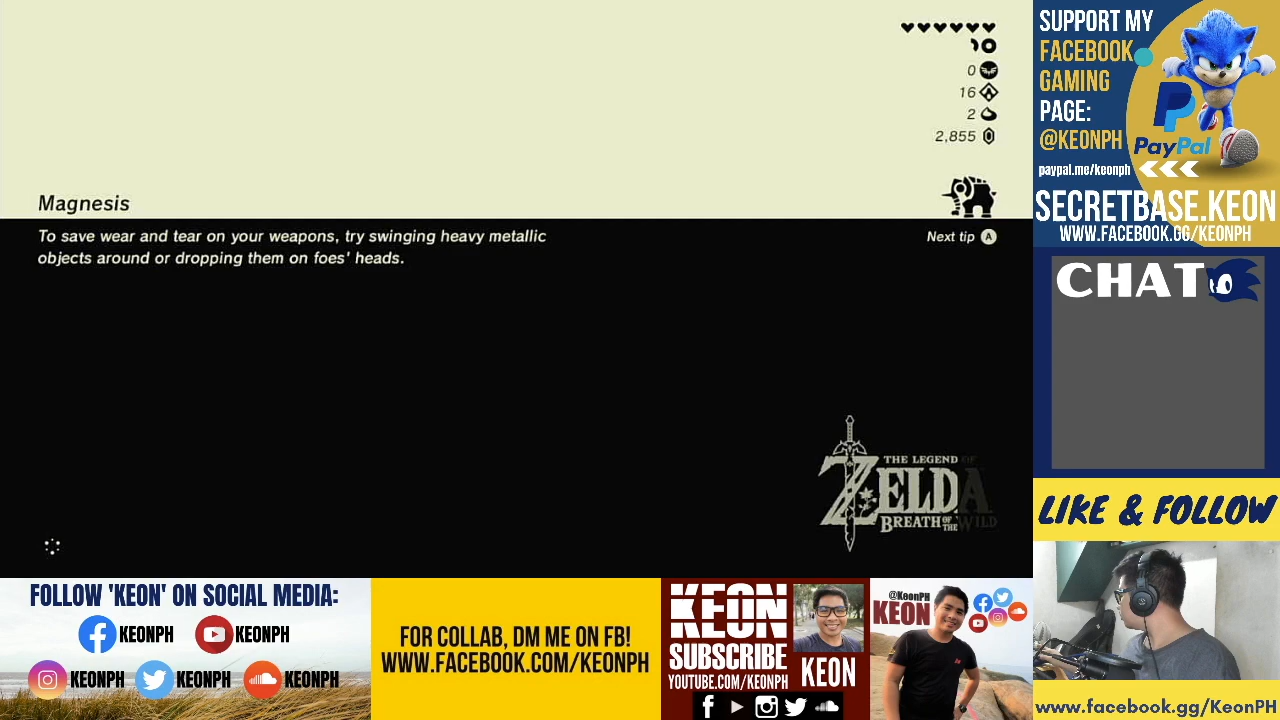 0
16
2
2,855
Magnesis
To save wear and tear on your weapons, try swinging heavy metallic
objects around or dropping them on foes' heads.
Next tip A
THE LEGEND OF
ZELDA
BREATH OF THE WILD
SUPPORT MY
FACEBOOK
GAMING
PAGE:
@KEONPH
PayPal
paypal.me/keonph
SECRETBASE.KEON
WWW.FACEBOOK.GG/KEONPH
CHAT
LIKE & FOLLOW
www.facebook.gg/KeonPH
FOLLOW 'KEON' ON SOCIAL MEDIA:
KEONPH KEONPH
KEONPH KEONPH KEONPH
FOR COLLAB, DM ME ON FB!
WWW.FACEBOOK.COM/KEONPH
KEON
SUBSCRIBE
YOUTUBE.COM/KEONPH
KEON
@KeonPH
KEON